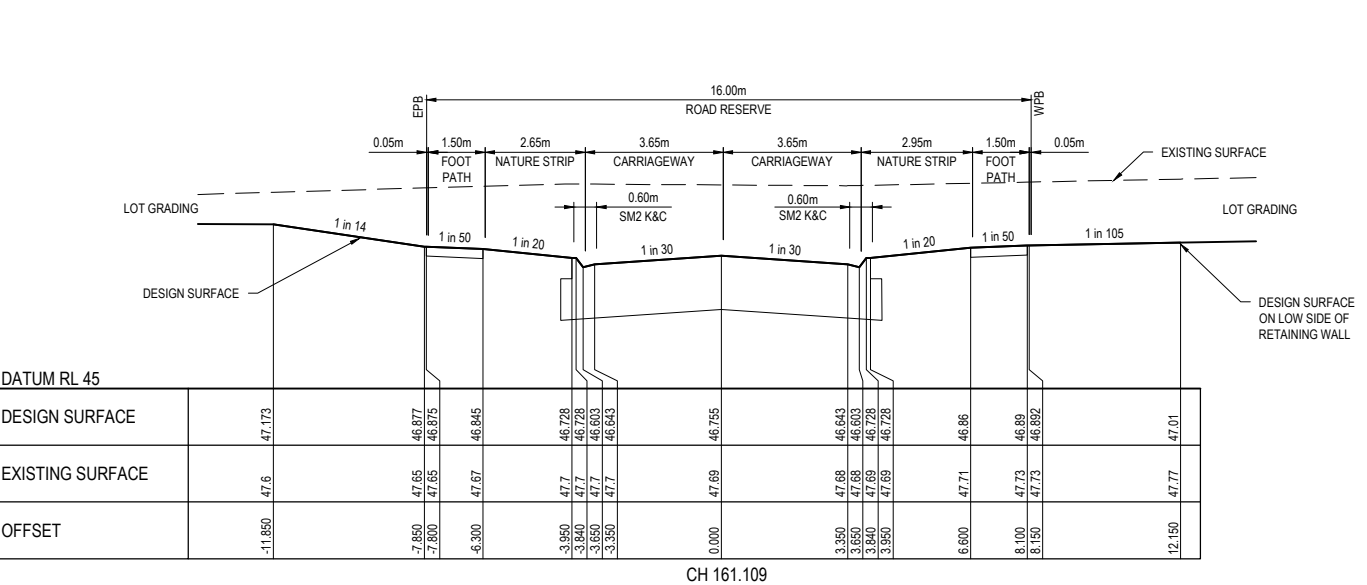 16.00m
ROAD RESERVE
EPB
WPB
0.05m
1.50m
FOOT
PATH
2.65m
NATURE STRIP
3.65m
CARRIAGEWAY
3.65m
CARRIAGEWAY
2.95m
NATURE STRIP
1.50m
FOOT
PATH
0.05m
EXISTING SURFACE
0.60m
SM2 K&C
0.60m
SM2 K&C
LOT GRADING
LOT GRADING
1 in 14
1 in 50
1 in 20
1 in 30
1 in 30
1 in 20
1 in 50
1 in 105
DESIGN SURFACE
DESIGN SURFACE
ON LOW SIDE OF
RETAINING WALL
DATUM RL 45
DESIGN SURFACE
47.173
46.877
46.875
46.845
46.728
46.728
46.603
46.643
46.755
46.643
46.603
46.728
46.728
46.86
46.89
46.892
47.01
EXISTING SURFACE
47.6
47.65
47.65
47.67
47.7
47.7
47.7
47.7
47.69
47.68
47.68
47.69
47.69
47.71
47.73
47.73
47.77
OFFSET
-11.850
-7.850
-7.800
-6.300
-3.950
-3.840
-3.650
-3.350
0.000
3.350
3.650
3.840
3.950
6.600
8.100
8.150
12.150
CH 161.109